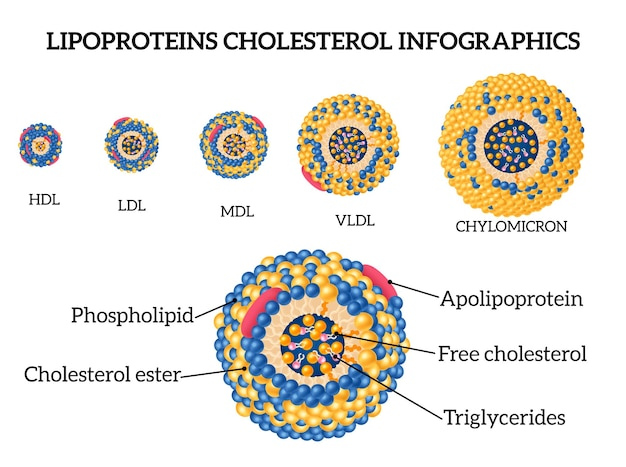 LIPOPROTEINS CHOLESTEROL INFOGRAPHICS
HDL
LDL
MDL
VLDL
CHYLOMICRON
Phospholipid
Apolipoprotein
Free cholesterol
Cholesterol ester
Triglycerides